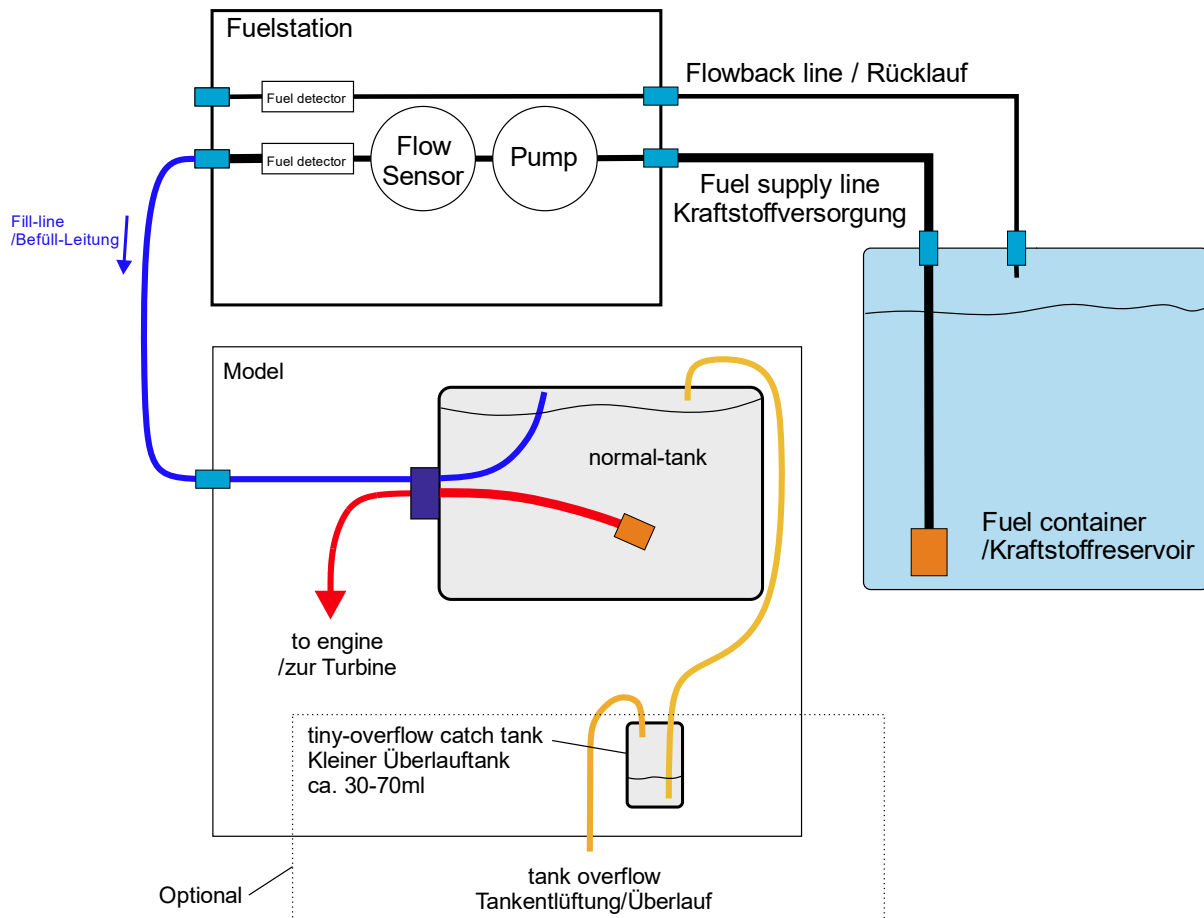 Fuelstation
Fuel detector
Flowback line / Rücklauf
Fuel detector
Flow
Sensor
Pump
Fuel supply line
Kraftstoffversorgung
Fill-line
/Befüll-Leitung
Model
normal-tank
Fuel container
/Kraftstoffreservoir
to engine
/zur Turbine
tiny-overflow catch tank
Kleiner Überlauftank
ca. 30-70ml
Optional
tank overflow
Tankentlüftung/Überlauf